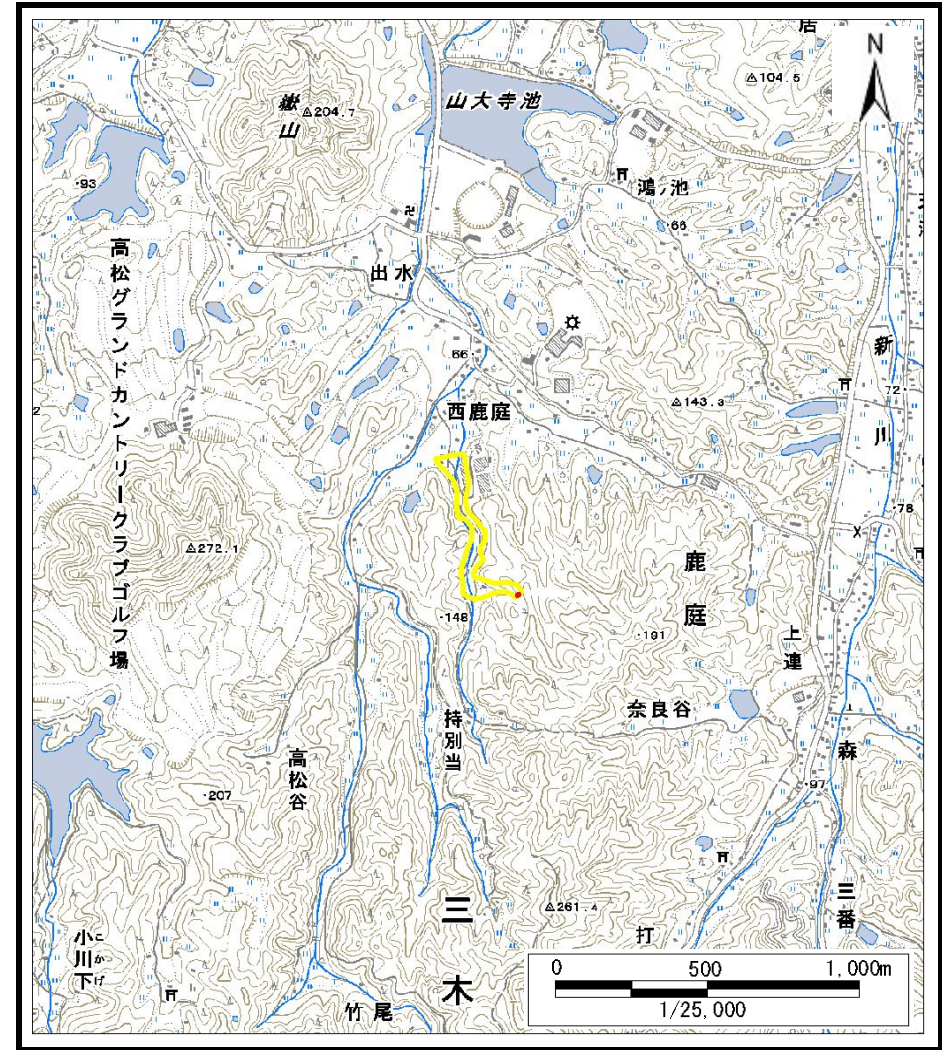 N
居
104.5
嶽山
204.7
山大寺池
鴻ノ池
93
66
高松グランドカントリークラブゴルフ場
出水
66
新川
72
143.3
西鹿庭
78
272.1
鹿庭
148
191
上連
奈良谷
持別当
高松谷
森
207
97
三木
261.4
三番
打
小川下
こかげ
竹尾
0 500 1,000m
1/25,000